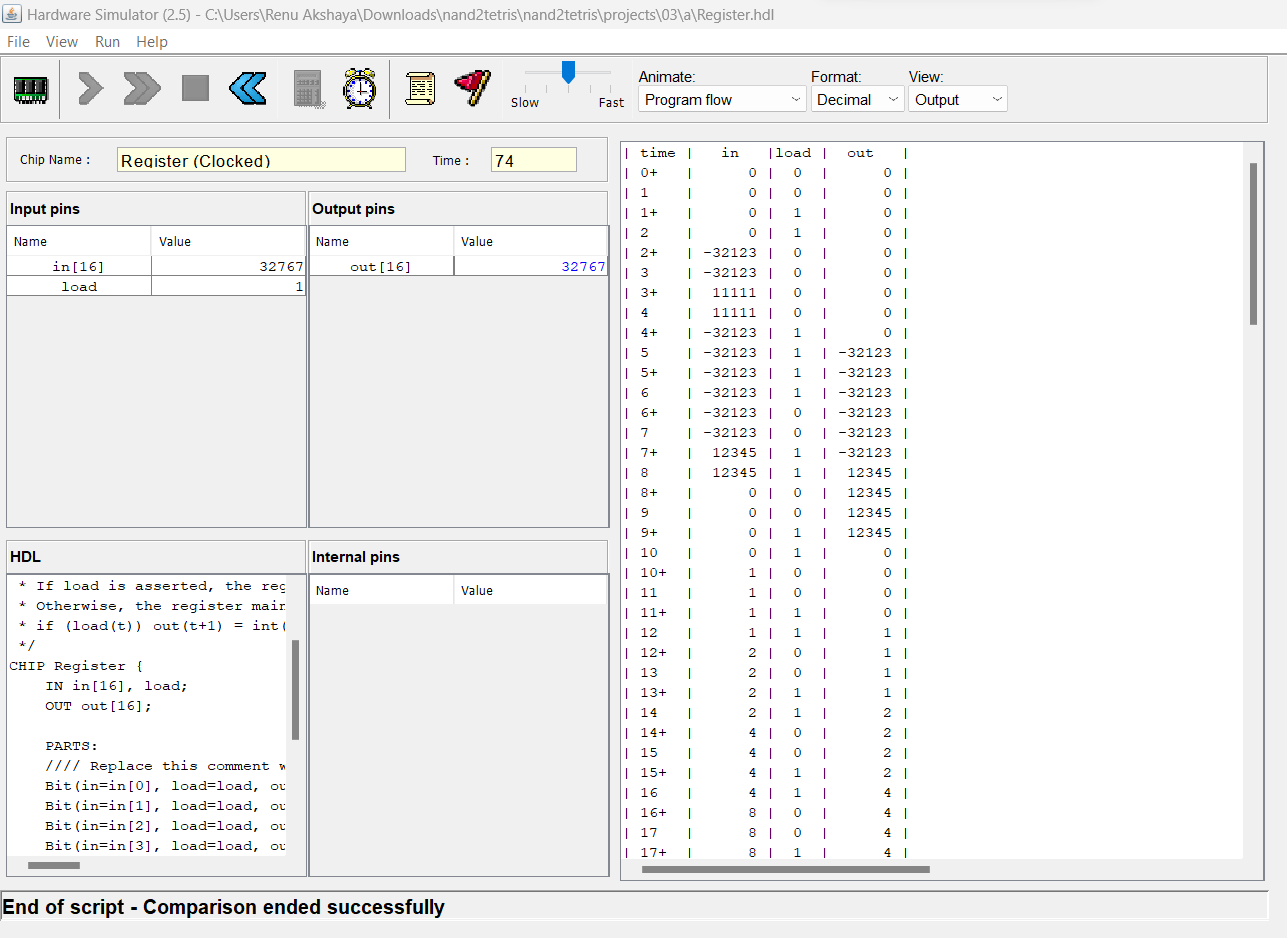 Hardware Simulator (2.5) - C:\Users\Renu Akshaya\Downloads\nand2tetris\nand2tetris\projects\03\a\Register.hdl
File View Run Help
Slow Fast
Animate: Format: View:
Program flow Decimal Output
Chip Name : Register (Clocked) Time : 74
Input pins
Name Value
in[16] 32767
load 1
Output pins
Name Value
out[16] 32767
HDL
* If load is asserted, the reg
* Otherwise, the register main
* if (load(t)) out(t+1) = int(
*/
CHIP Register {
IN in[16], load;
OUT out[16];
PARTS:
//// Replace this comment w
Bit(in=in[0], load=load, ou
Bit(in=in[1], load=load, ou
Bit(in=in[2], load=load, ou
Bit(in=in[3], load=load, ou
Internal pins
Name Value
| time | in |load | out |
| 0+ | 0 | 0 | 0 |
| 1 | 0 | 0 | 0 |
| 1+ | 0 | 1 | 0 |
| 2 | 0 | 1 | 0 |
| 2+ | -32123 | 0 | 0 |
| 3 | -32123 | 0 | 0 |
| 3+ | 11111 | 0 | 0 |
| 4 | 11111 | 0 | 0 |
| 4+ | -32123 | 1 | 0 |
| 5 | -32123 | 1 | -32123 |
| 5+ | -32123 | 1 | -32123 |
| 6 | -32123 | 1 | -32123 |
| 6+ | -32123 | 0 | -32123 |
| 7 | -32123 | 0 | -32123 |
| 7+ | 12345 | 1 | -32123 |
| 8 | 12345 | 1 | 12345 |
| 8+ | 0 | 0 | 12345 |
| 9 | 0 | 0 | 12345 |
| 9+ | 0 | 1 | 12345 |
| 10 | 0 | 1 | 0 |
| 10+ | 1 | 0 | 0 |
| 11 | 1 | 0 | 0 |
| 11+ | 1 | 1 | 0 |
| 12 | 1 | 1 | 1 |
| 12+ | 2 | 0 | 1 |
| 13 | 2 | 0 | 1 |
| 13+ | 2 | 1 | 1 |
| 14 | 2 | 1 | 2 |
| 14+ | 4 | 0 | 2 |
| 15 | 4 | 0 | 2 |
| 15+ | 4 | 1 | 2 |
| 16 | 4 | 1 | 4 |
| 16+ | 8 | 0 | 4 |
| 17 | 8 | 0 | 4 |
| 17+ | 8 | 1 | 4 |
End of script - Comparison ended successfully